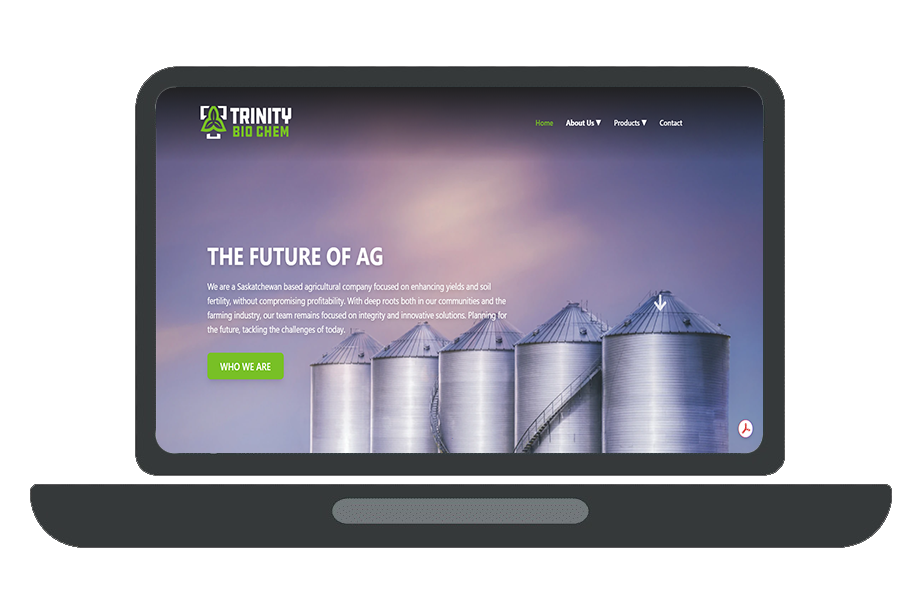 TRINITY
BIO CHEM
Home About Us ▼ Products ▼ Contact
THE FUTURE OF AG
We are a Saskatchewan based agricultural company focused on enhancing yields and soil
fertility, without compromising profitability. With deep roots both in our communities and the
farming industry, our team remains focused on integrity and innovative solutions. Planning for
the future, tackling the challenges of today.
WHO WE ARE